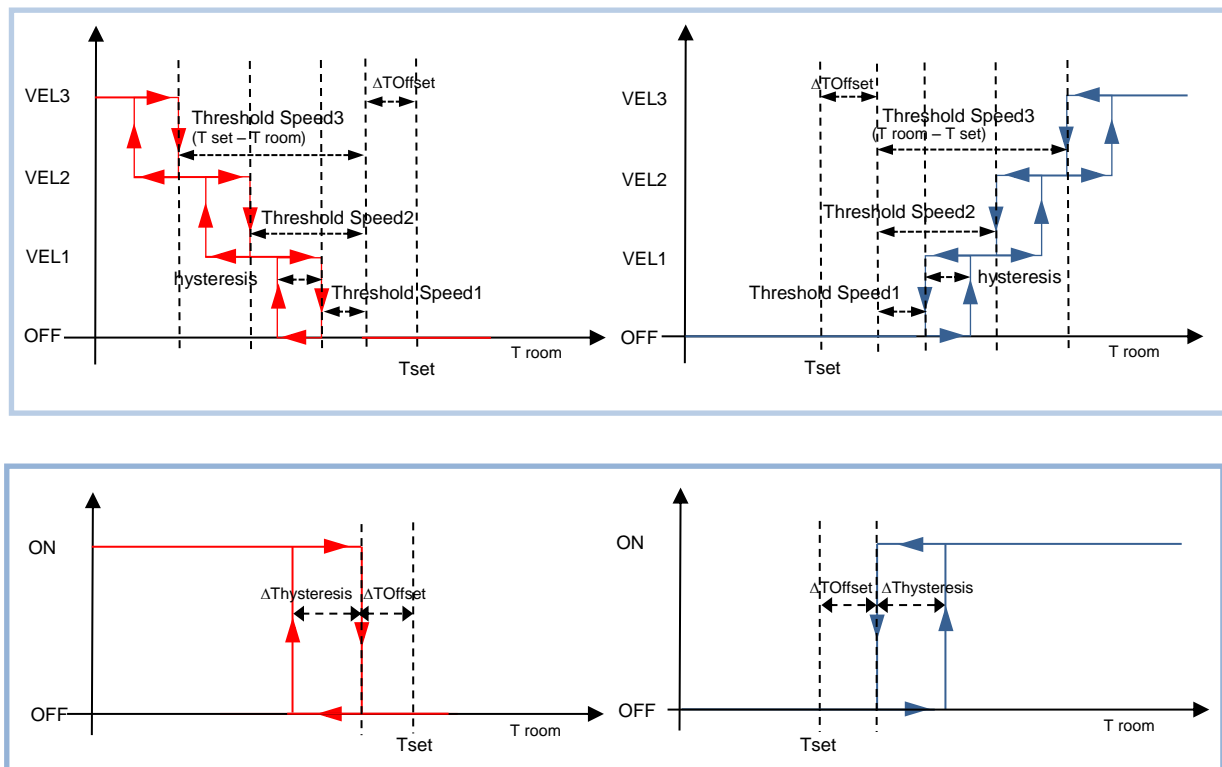 VEL3
ΔTOffset
Threshold Speed3
(T set – T room)
VEL2
Threshold Speed2
VEL1
hysteresis
Threshold Speed1
OFF
T room
Tset
VEL3
ΔTOffset
Threshold Speed3
(T room – T set)
VEL2
Threshold Speed2
VEL1
hysteresis
Threshold Speed1
OFF
T room
Tset
ON
ΔThysteresis
ΔTOffset
OFF
T room
Tset
ON
ΔTOffset
ΔThysteresis
OFF
T room
Tset